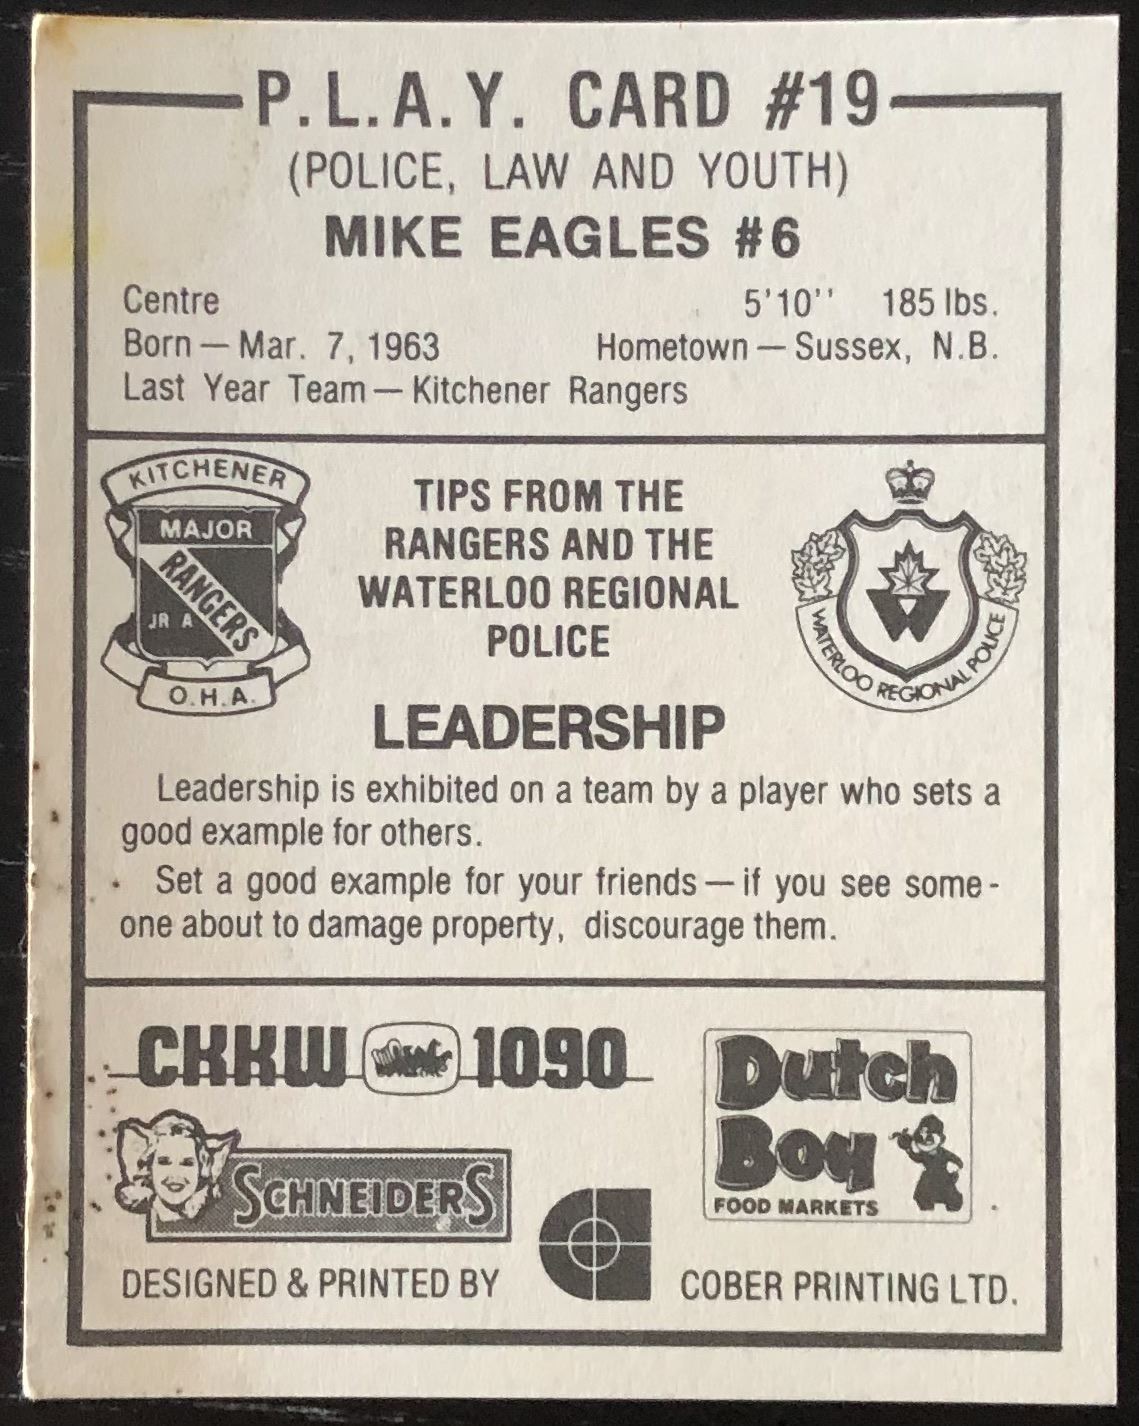 P.L.A.Y. CARD #19
(POLICE, LAW AND YOUTH)
MIKE EAGLES #6
Centre 5'10'' 185 lbs.
Born — Mar. 7, 1963 Hometown — Sussex, N.B.
Last Year Team — Kitchener Rangers
KITCHENER
MAJOR
RANGERS
JR A
O.H.A.
TIPS FROM THE
RANGERS AND THE
WATERLOO REGIONAL
POLICE
WATERLOO REGIONAL POLICE
LEADERSHIP
Leadership is exhibited on a team by a player who sets a
good example for others.
Set a good example for your friends — if you see some-
one about to damage property, discourage them.
CKKW 1090
Dutch
Boy
FOOD MARKETS
SCHNEIDERS
DESIGNED & PRINTED BY COBER PRINTING LTD.